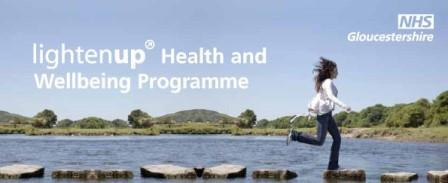 NHS
Gloucestershire
lightenup® Health and
Wellbeing Programme